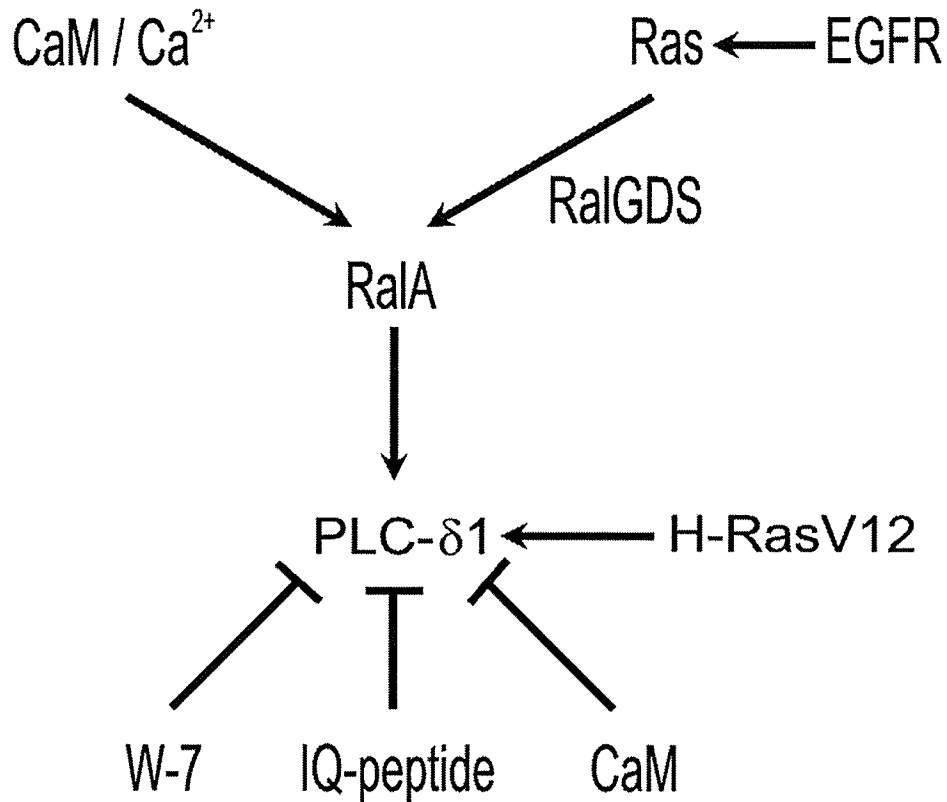 CaM / Ca²⁺
Ras
EGFR
RalGDS
RalA
PLC-δ1
H-RasV12
W-7
IQ-peptide
CaM